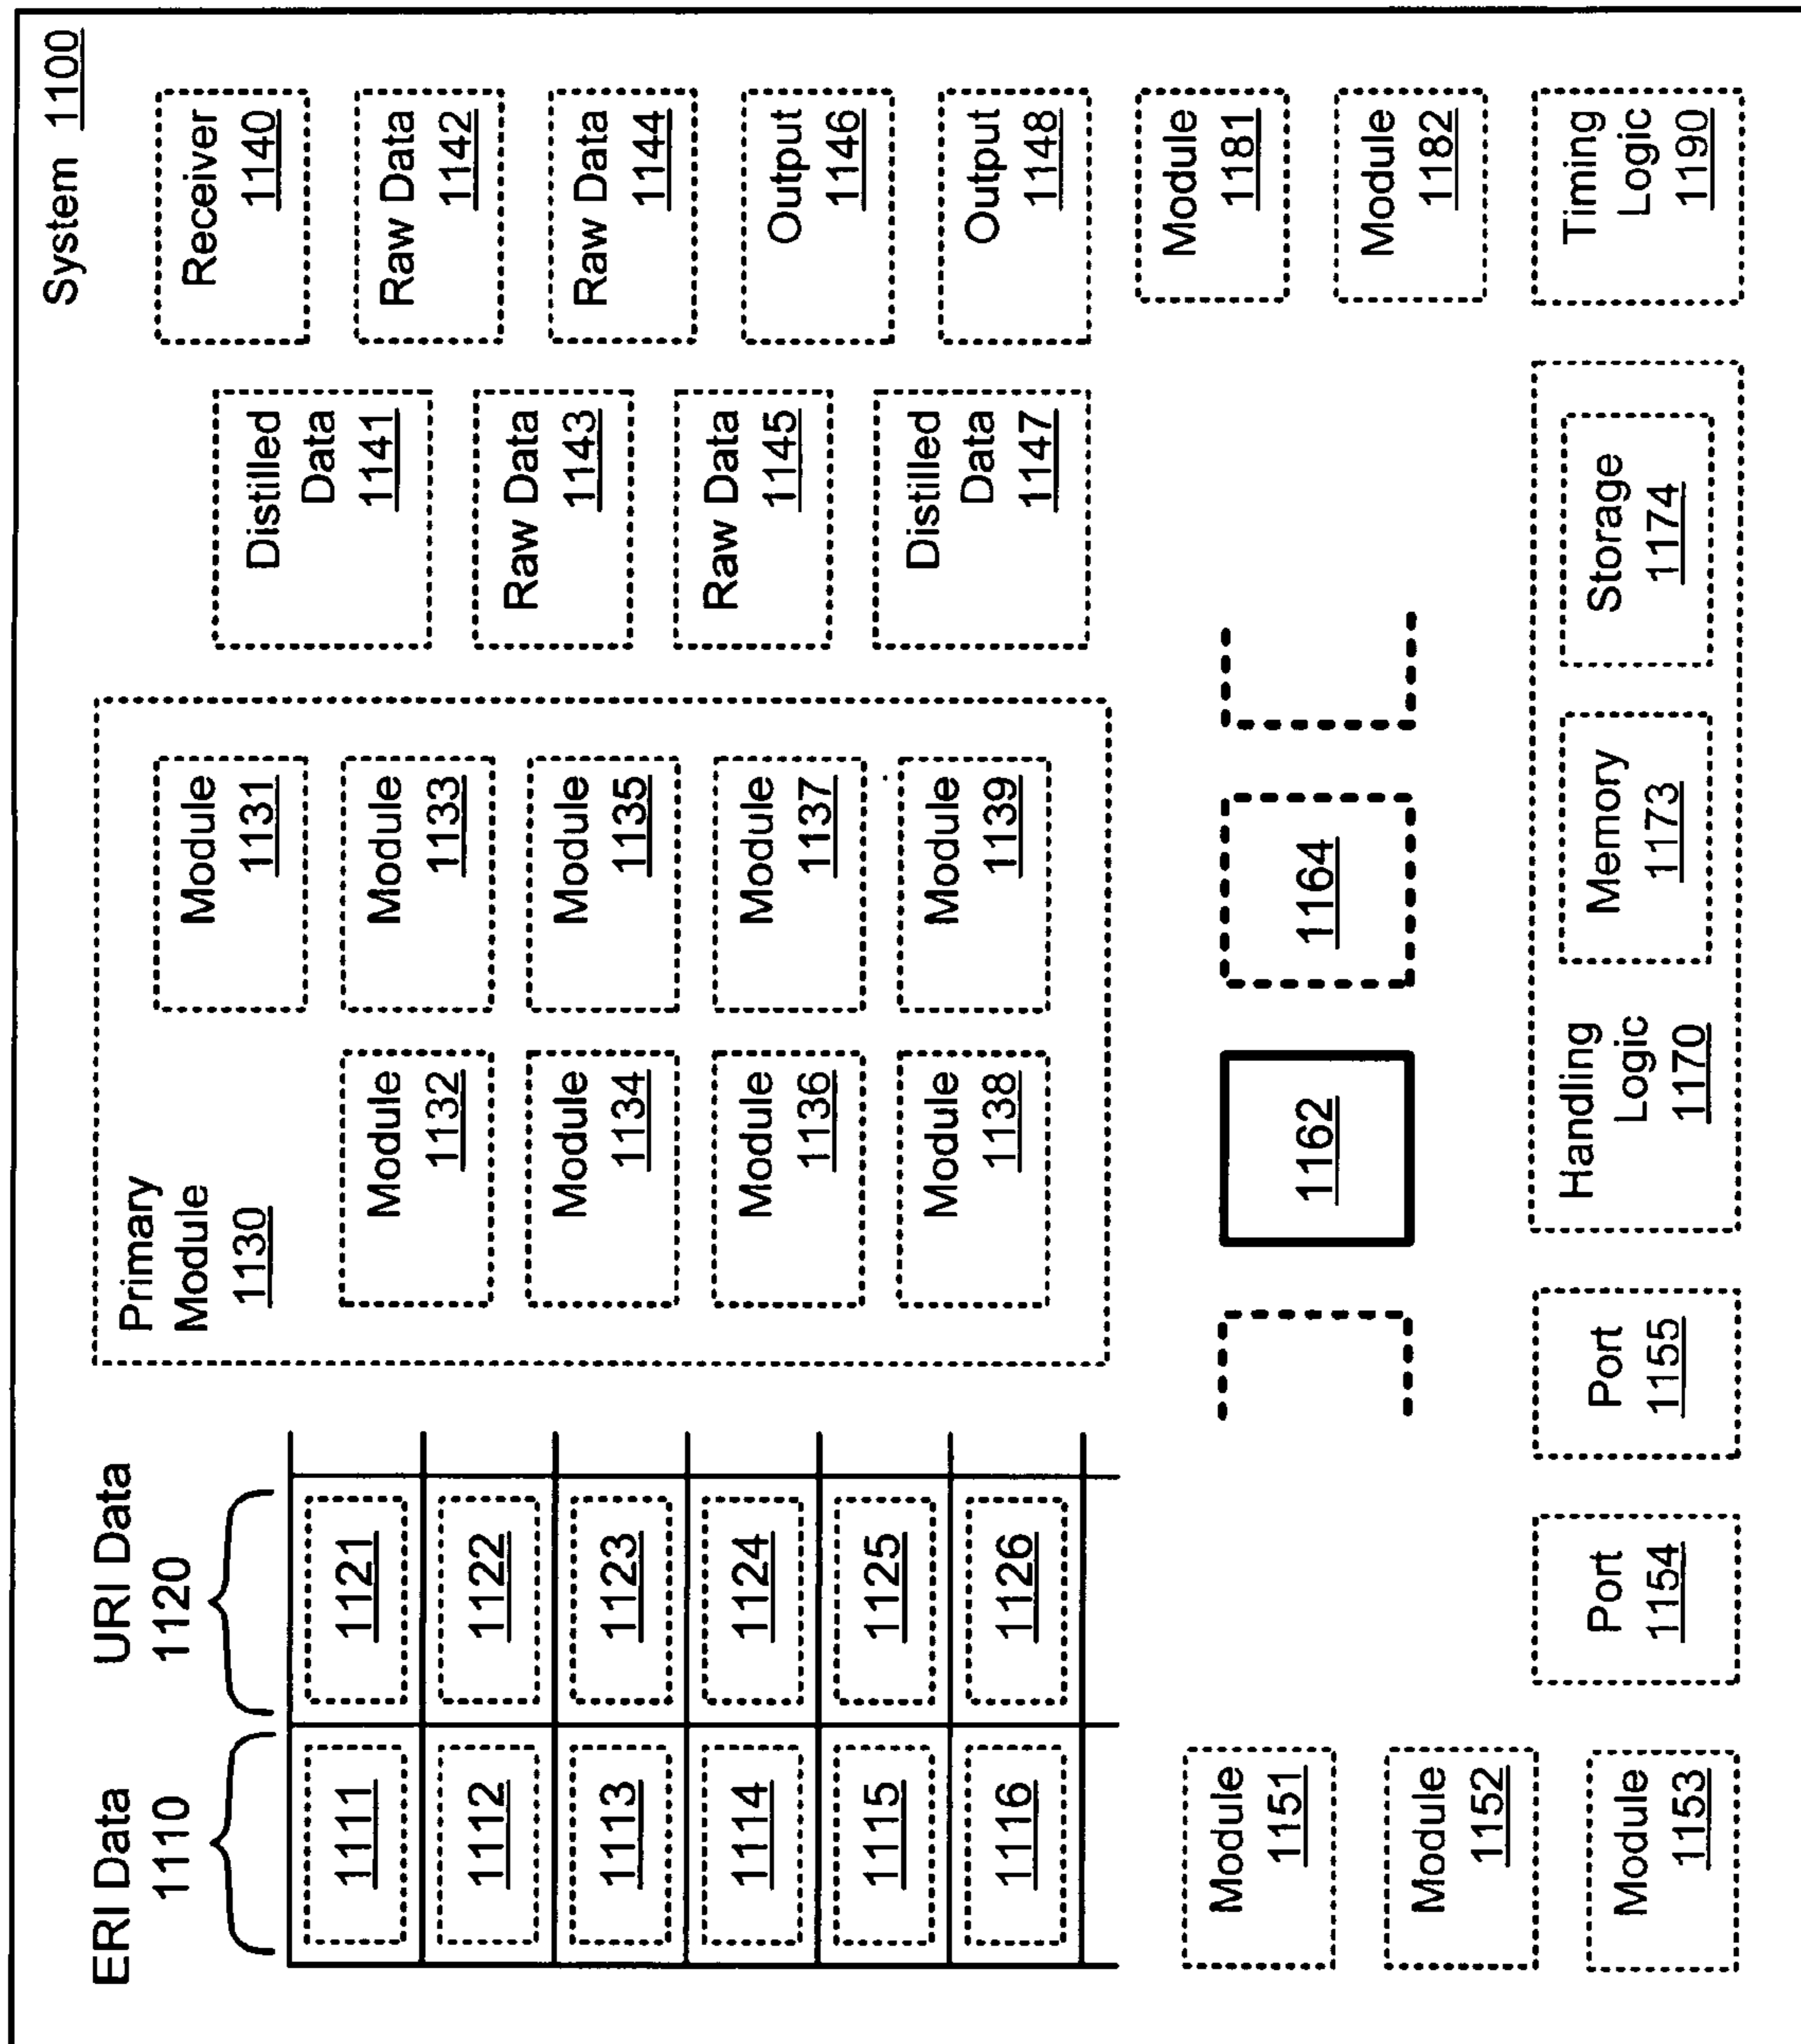 System 1100
ERI Data
1110
URI Data
1120
1111
1121
1112
1122
1113
1123
1114
1124
1115
1125
1116
1126
Primary
Module
1130
Module
1131
Module
1132
Module
1133
Module
1134
Module
1135
Module
1136
Module
1137
Module
1138
Module
1139
Receiver
1140
Distilled
Data
1141
Raw Data
1142
Raw Data
1143
Raw Data
1144
Raw Data
1145
Output
1146
Distilled
Data
1147
Output
1148
Module
1151
Module
1152
Module
1153
Port
1154
Port
1155
1162
1164
Handling
Logic
1170
Memory
1173
Storage
1174
Module
1181
Module
1182
Timing
Logic
1190